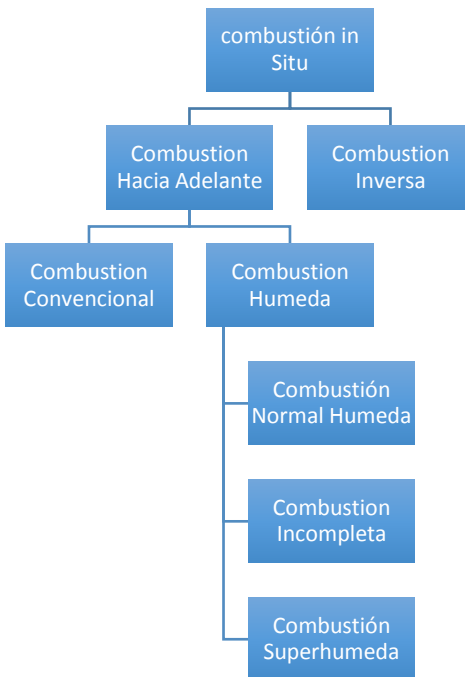 combustión in
Situ
Combustion
Hacia Adelante
Combustion
Inversa
Combustion
Convencional
Combustion
Humeda
Combustión
Normal Humeda
Combustion
Incompleta
Combustión
Superhumeda